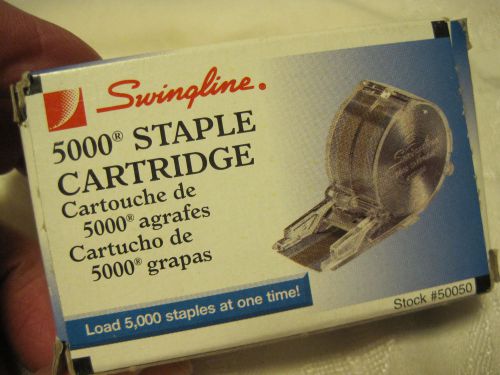 Swingline.
5000® STAPLE
CARTRIDGE
Cartouche de
5000® agrafes
Cartucho de
5000® grapas
Load 5,000 staples at one time!
Swingline
Stock #50050